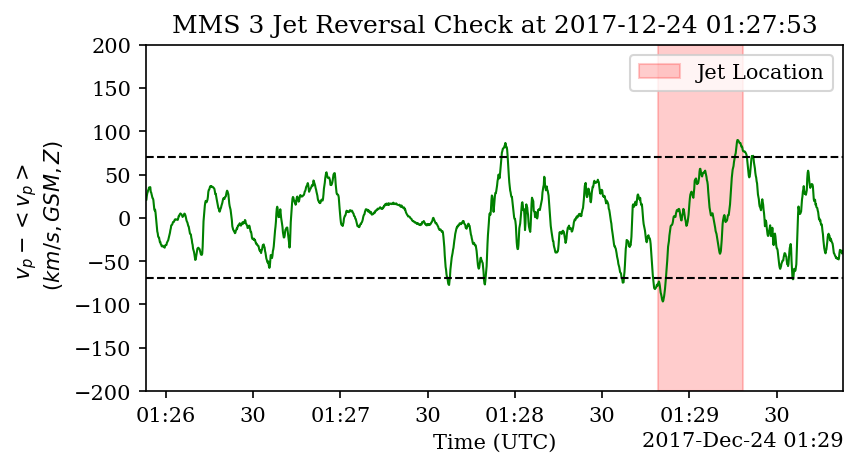 MMS 3 Jet Reversal Check at 2017-12-24 01:27:53
Jet Location
200
150
100
50
0
−50
−100
−150
−200
v_p − < v_p >
(km/s, GSM, Z)
01:26 30 01:27 30 01:28 30 01:29 30
Time (UTC)
2017-Dec-24 01:29